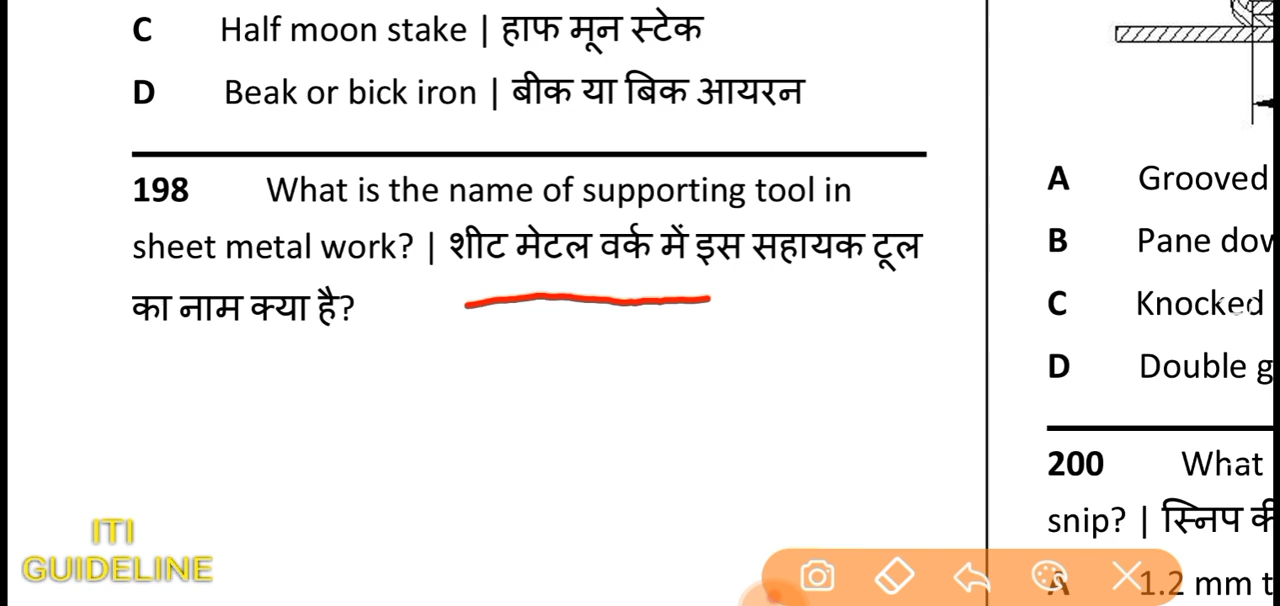 C Half moon stake | हाफ मून स्टेक
D Beak or bick iron | बीक या बिक आयरन
198 What is the name of supporting tool in
sheet metal work? | शीट मेटल वर्क में इस सहायक टूल
का नाम क्या है?
A Grooved
B Pane dow
C Knocked
D Double g
200 What
snip? | स्निप की
A 1.2 mm t
ITI
GUIDELINE